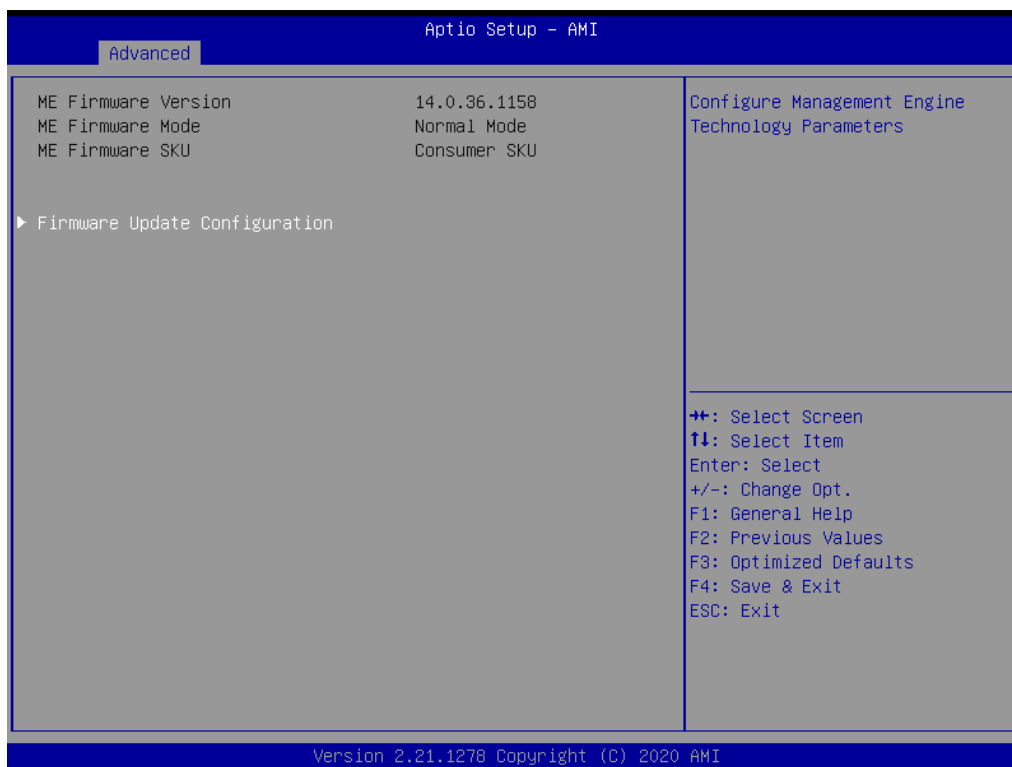 Aptio Setup – AMI
Advanced
ME Firmware Version 14.0.36.1158
ME Firmware Mode Normal Mode
ME Firmware SKU Consumer SKU
► Firmware Update Configuration
Configure Management Engine
Technology Parameters
→←: Select Screen
↑↓: Select Item
Enter: Select
+/-: Change Opt.
F1: General Help
F2: Previous Values
F3: Optimized Defaults
F4: Save & Exit
ESC: Exit
Version 2.21.1278 Copyright (C) 2020 AMI